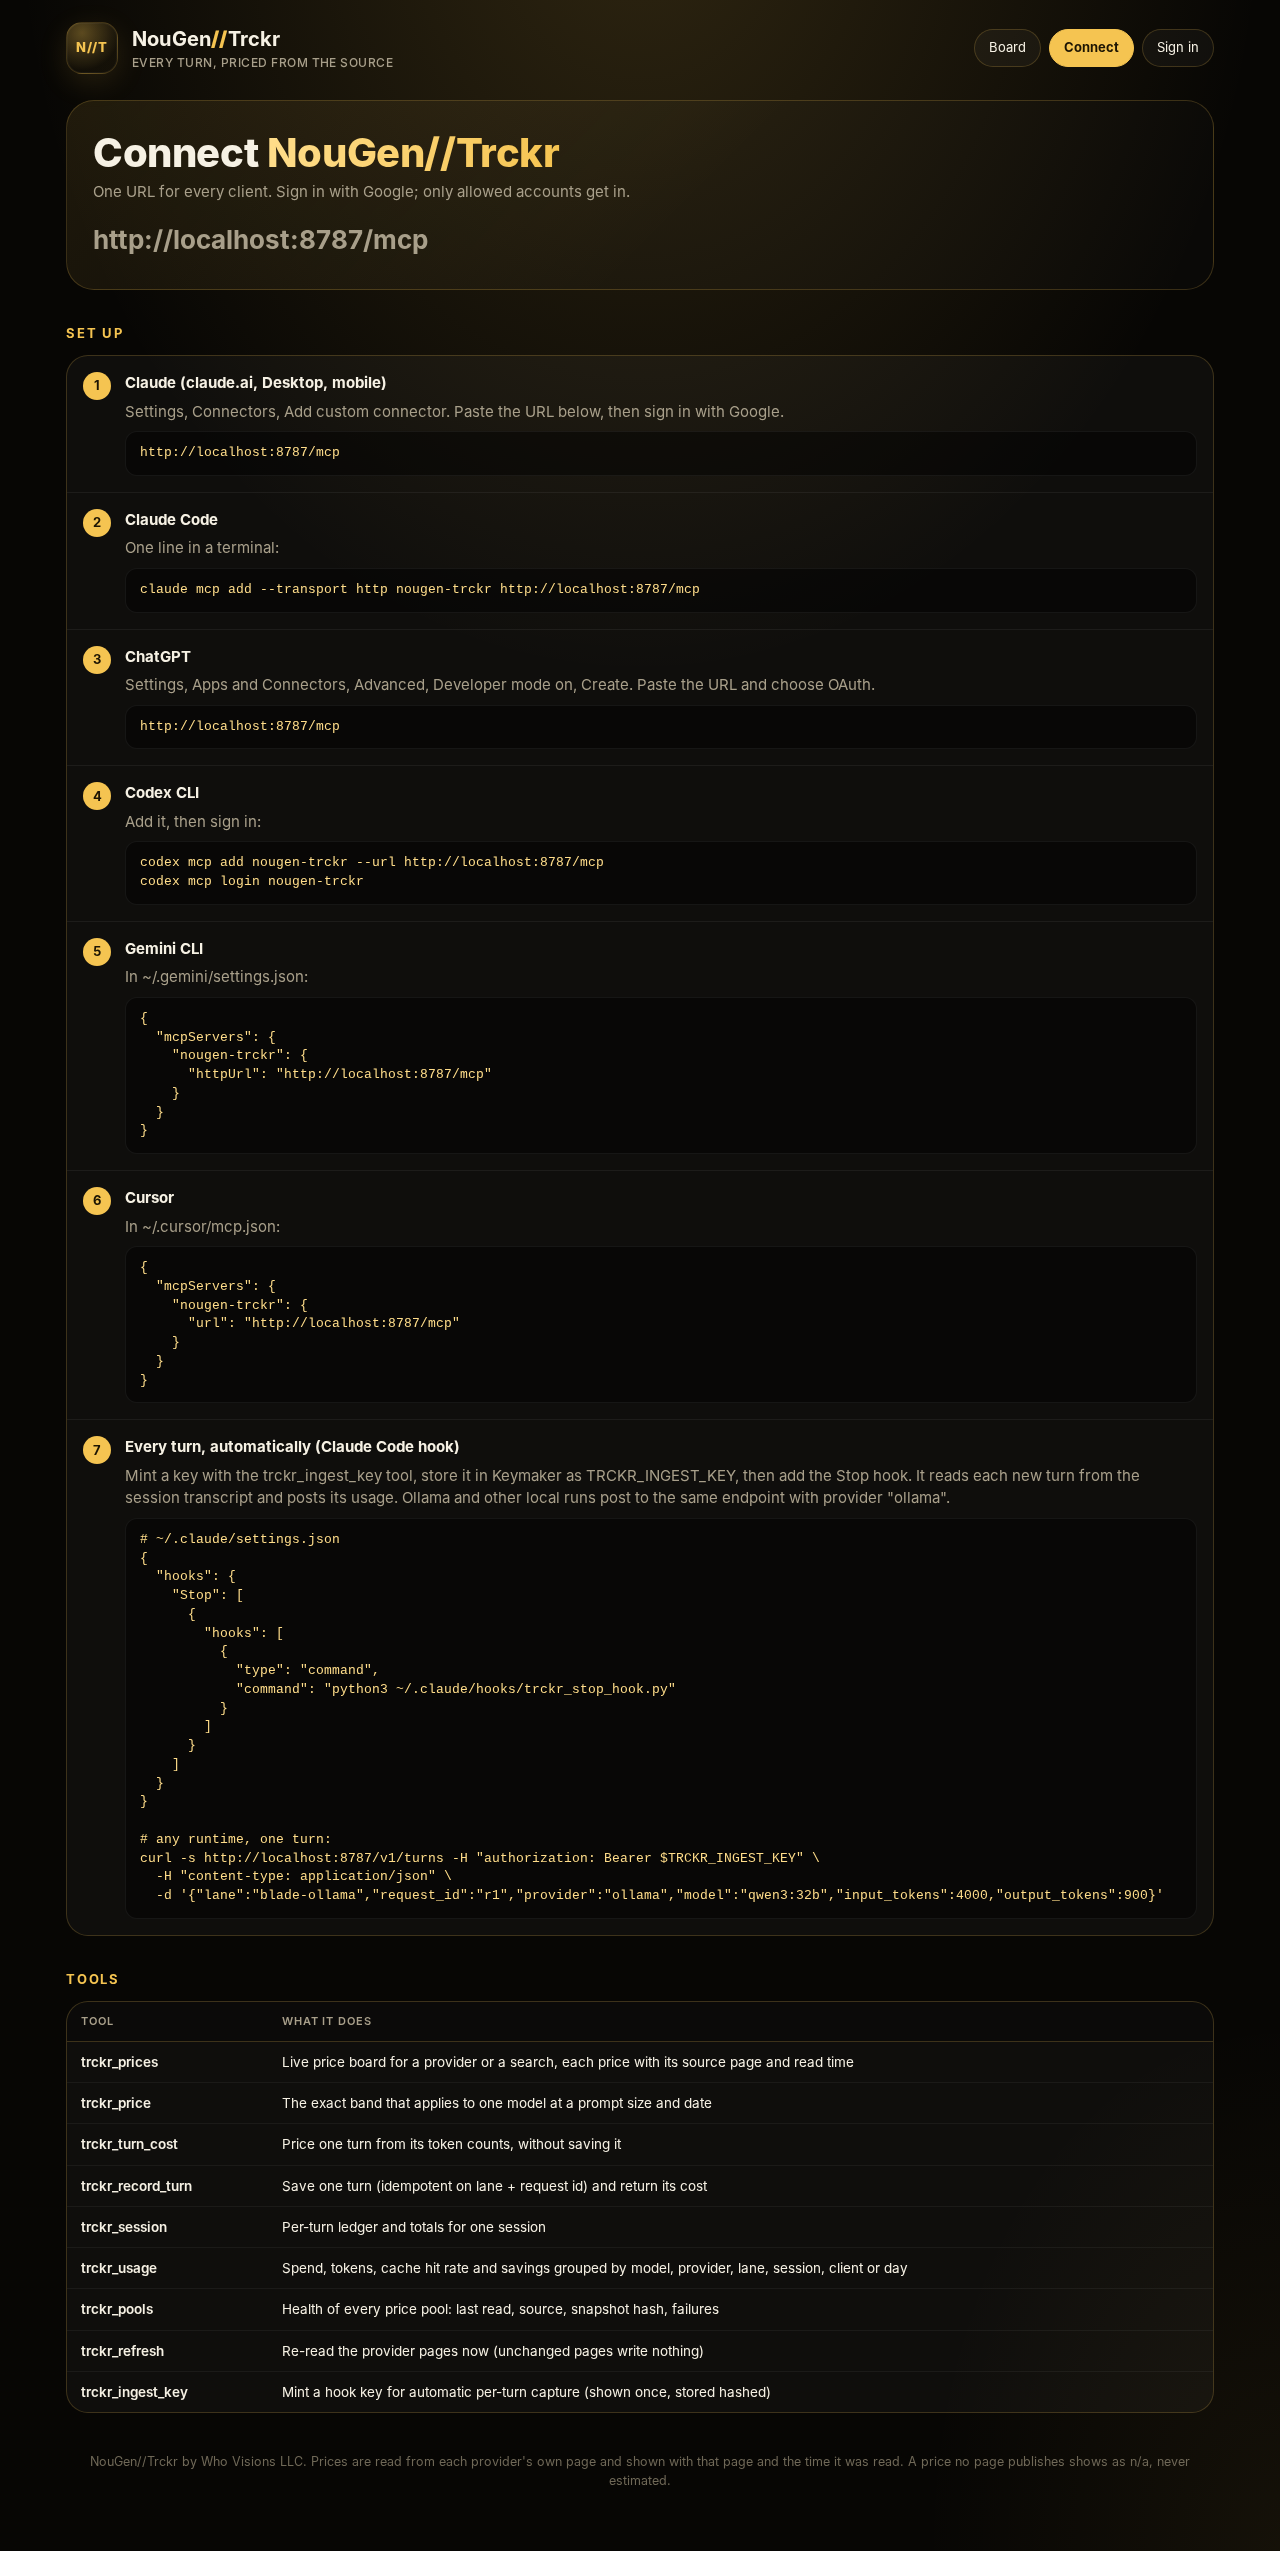 N//T
NouGen//Trckr
EVERY TURN, PRICED FROM THE SOURCE
Board
Connect
Sign in
Connect NouGen//Trckr
One URL for every client. Sign in with Google; only allowed accounts get in.
http://localhost:8787/mcp
SET UP
1
Claude (claude.ai, Desktop, mobile)
Settings, Connectors, Add custom connector. Paste the URL below, then sign in with Google.
http://localhost:8787/mcp
2
Claude Code
One line in a terminal:
claude mcp add --transport http nougen-trckr http://localhost:8787/mcp
3
ChatGPT
Settings, Apps and Connectors, Advanced, Developer mode on, Create. Paste the URL and choose OAuth.
http://localhost:8787/mcp
4
Codex CLI
Add it, then sign in:
codex mcp add nougen-trckr --url http://localhost:8787/mcp
codex mcp login nougen-trckr
5
Gemini CLI
In ~/.gemini/settings.json:
{
  "mcpServers": {
    "nougen-trckr": {
      "httpUrl": "http://localhost:8787/mcp"
    }
  }
}
6
Cursor
In ~/.cursor/mcp.json:
{
  "mcpServers": {
    "nougen-trckr": {
      "url": "http://localhost:8787/mcp"
    }
  }
}
7
Every turn, automatically (Claude Code hook)
Mint a key with the trckr_ingest_key tool, store it in Keymaker as TRCKR_INGEST_KEY, then add the Stop hook. It reads each new turn from the
session transcript and posts its usage. Ollama and other local runs post to the same endpoint with provider "ollama".
# ~/.claude/settings.json
{
  "hooks": {
    "Stop": [
      {
        "hooks": [
          {
            "type": "command",
            "command": "python3 ~/.claude/hooks/trckr_stop_hook.py"
          }
        ]
      }
    ]
  }
}
# any runtime, one turn:
curl -s http://localhost:8787/v1/turns -H "authorization: Bearer $TRCKR_INGEST_KEY" \
  -H "content-type: application/json" \
  -d '{"lane":"blade-ollama","request_id":"r1","provider":"ollama","model":"qwen3:32b","input_tokens":4000,"output_tokens":900}'
TOOLS
TOOL WHAT IT DOES
trckr_prices Live price board for a provider or a search, each price with its source page and read time
trckr_price The exact band that applies to one model at a prompt size and date
trckr_turn_cost Price one turn from its token counts, without saving it
trckr_record_turn Save one turn (idempotent on lane + request id) and return its cost
trckr_session Per-turn ledger and totals for one session
trckr_usage Spend, tokens, cache hit rate and savings grouped by model, provider, lane, session, client or day
trckr_pools Health of every price pool: last read, source, snapshot hash, failures
trckr_refresh Re-read the provider pages now (unchanged pages write nothing)
trckr_ingest_key Mint a hook key for automatic per-turn capture (shown once, stored hashed)
NouGen//Trckr by Who Visions LLC. Prices are read from each provider's own page and shown with that page and the time it was read. A price no page publishes shows as n/a, never
estimated.